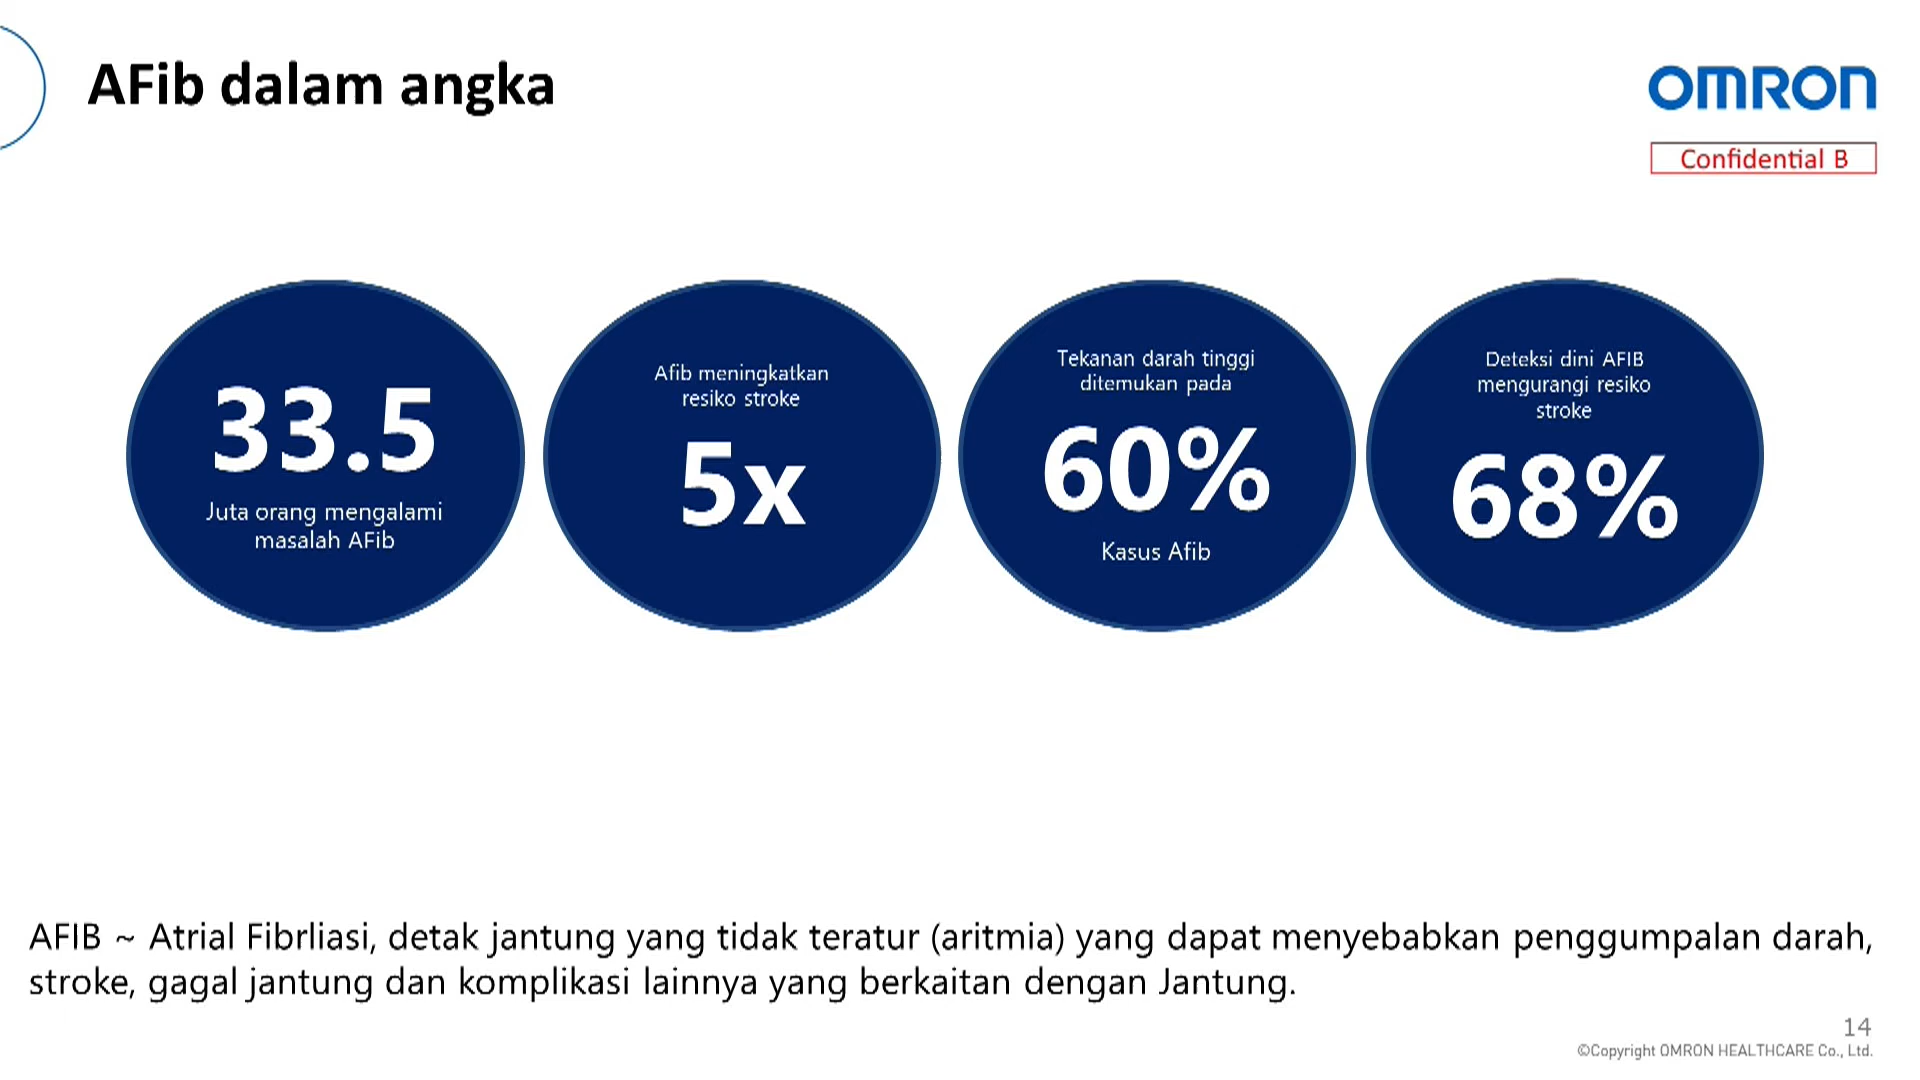 AFib dalam angka
OMRON
Confidential B
33.5
Juta orang mengalami
masalah AFib
Afib meningkatkan
resiko stroke
5x
Tekanan darah tinggi
ditemukan pada
60%
Kasus Afib
Deteksi dini AFIB
mengurangi resiko
stroke
68%
AFIB ~ Atrial Fibrliasi, detak jantung yang tidak teratur (aritmia) yang dapat menyebabkan penggumpalan darah,
stroke, gagal jantung dan komplikasi lainnya yang berkaitan dengan Jantung.
14
©Copyright OMRON HEALTHCARE Co., Ltd.